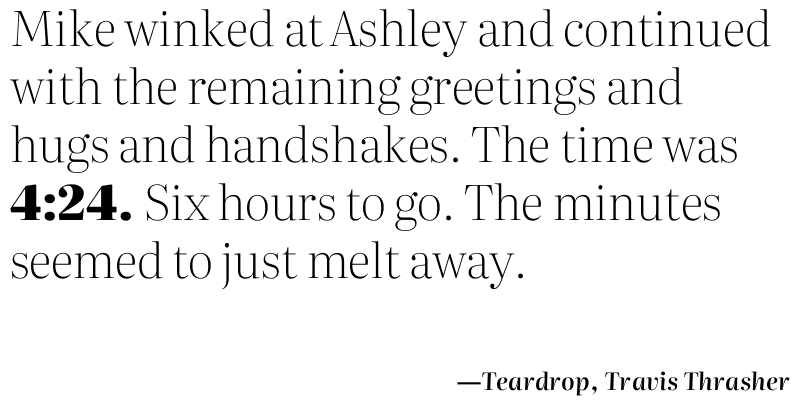 Mike winked at Ashley and continued
with the remaining greetings and
hugs and handshakes. The time was
4:24. Six hours to go. The minutes
seemed to just melt away.
—Teardrop, Travis Thrasher